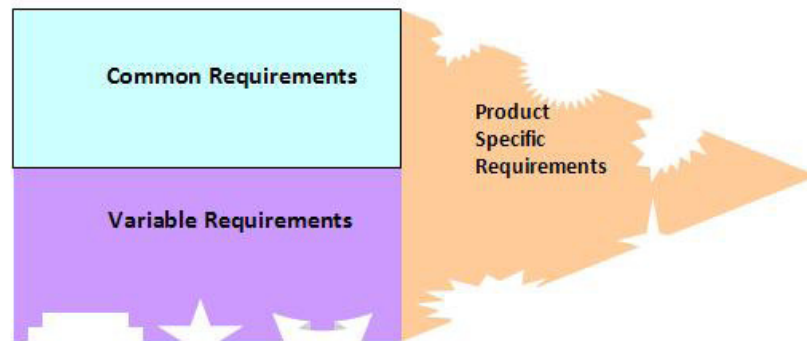 Common Requirements
Product
Specific
Requirements
Variable Requirements